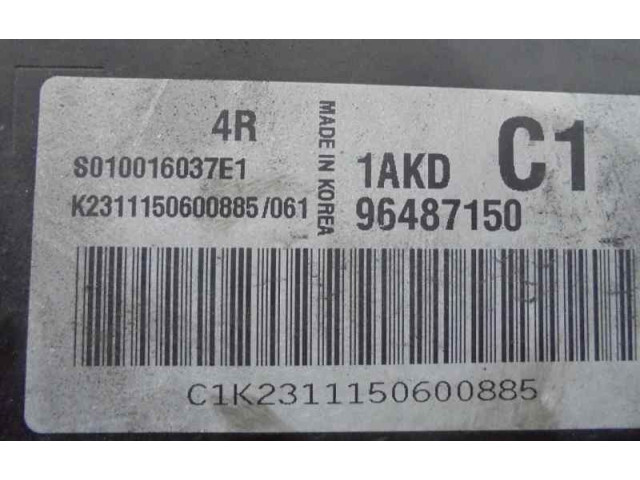 4R
S010016037E1
K2311150600885/061
MADE IN KOREA
1AKD
C1
96487150
C1K2311150600885